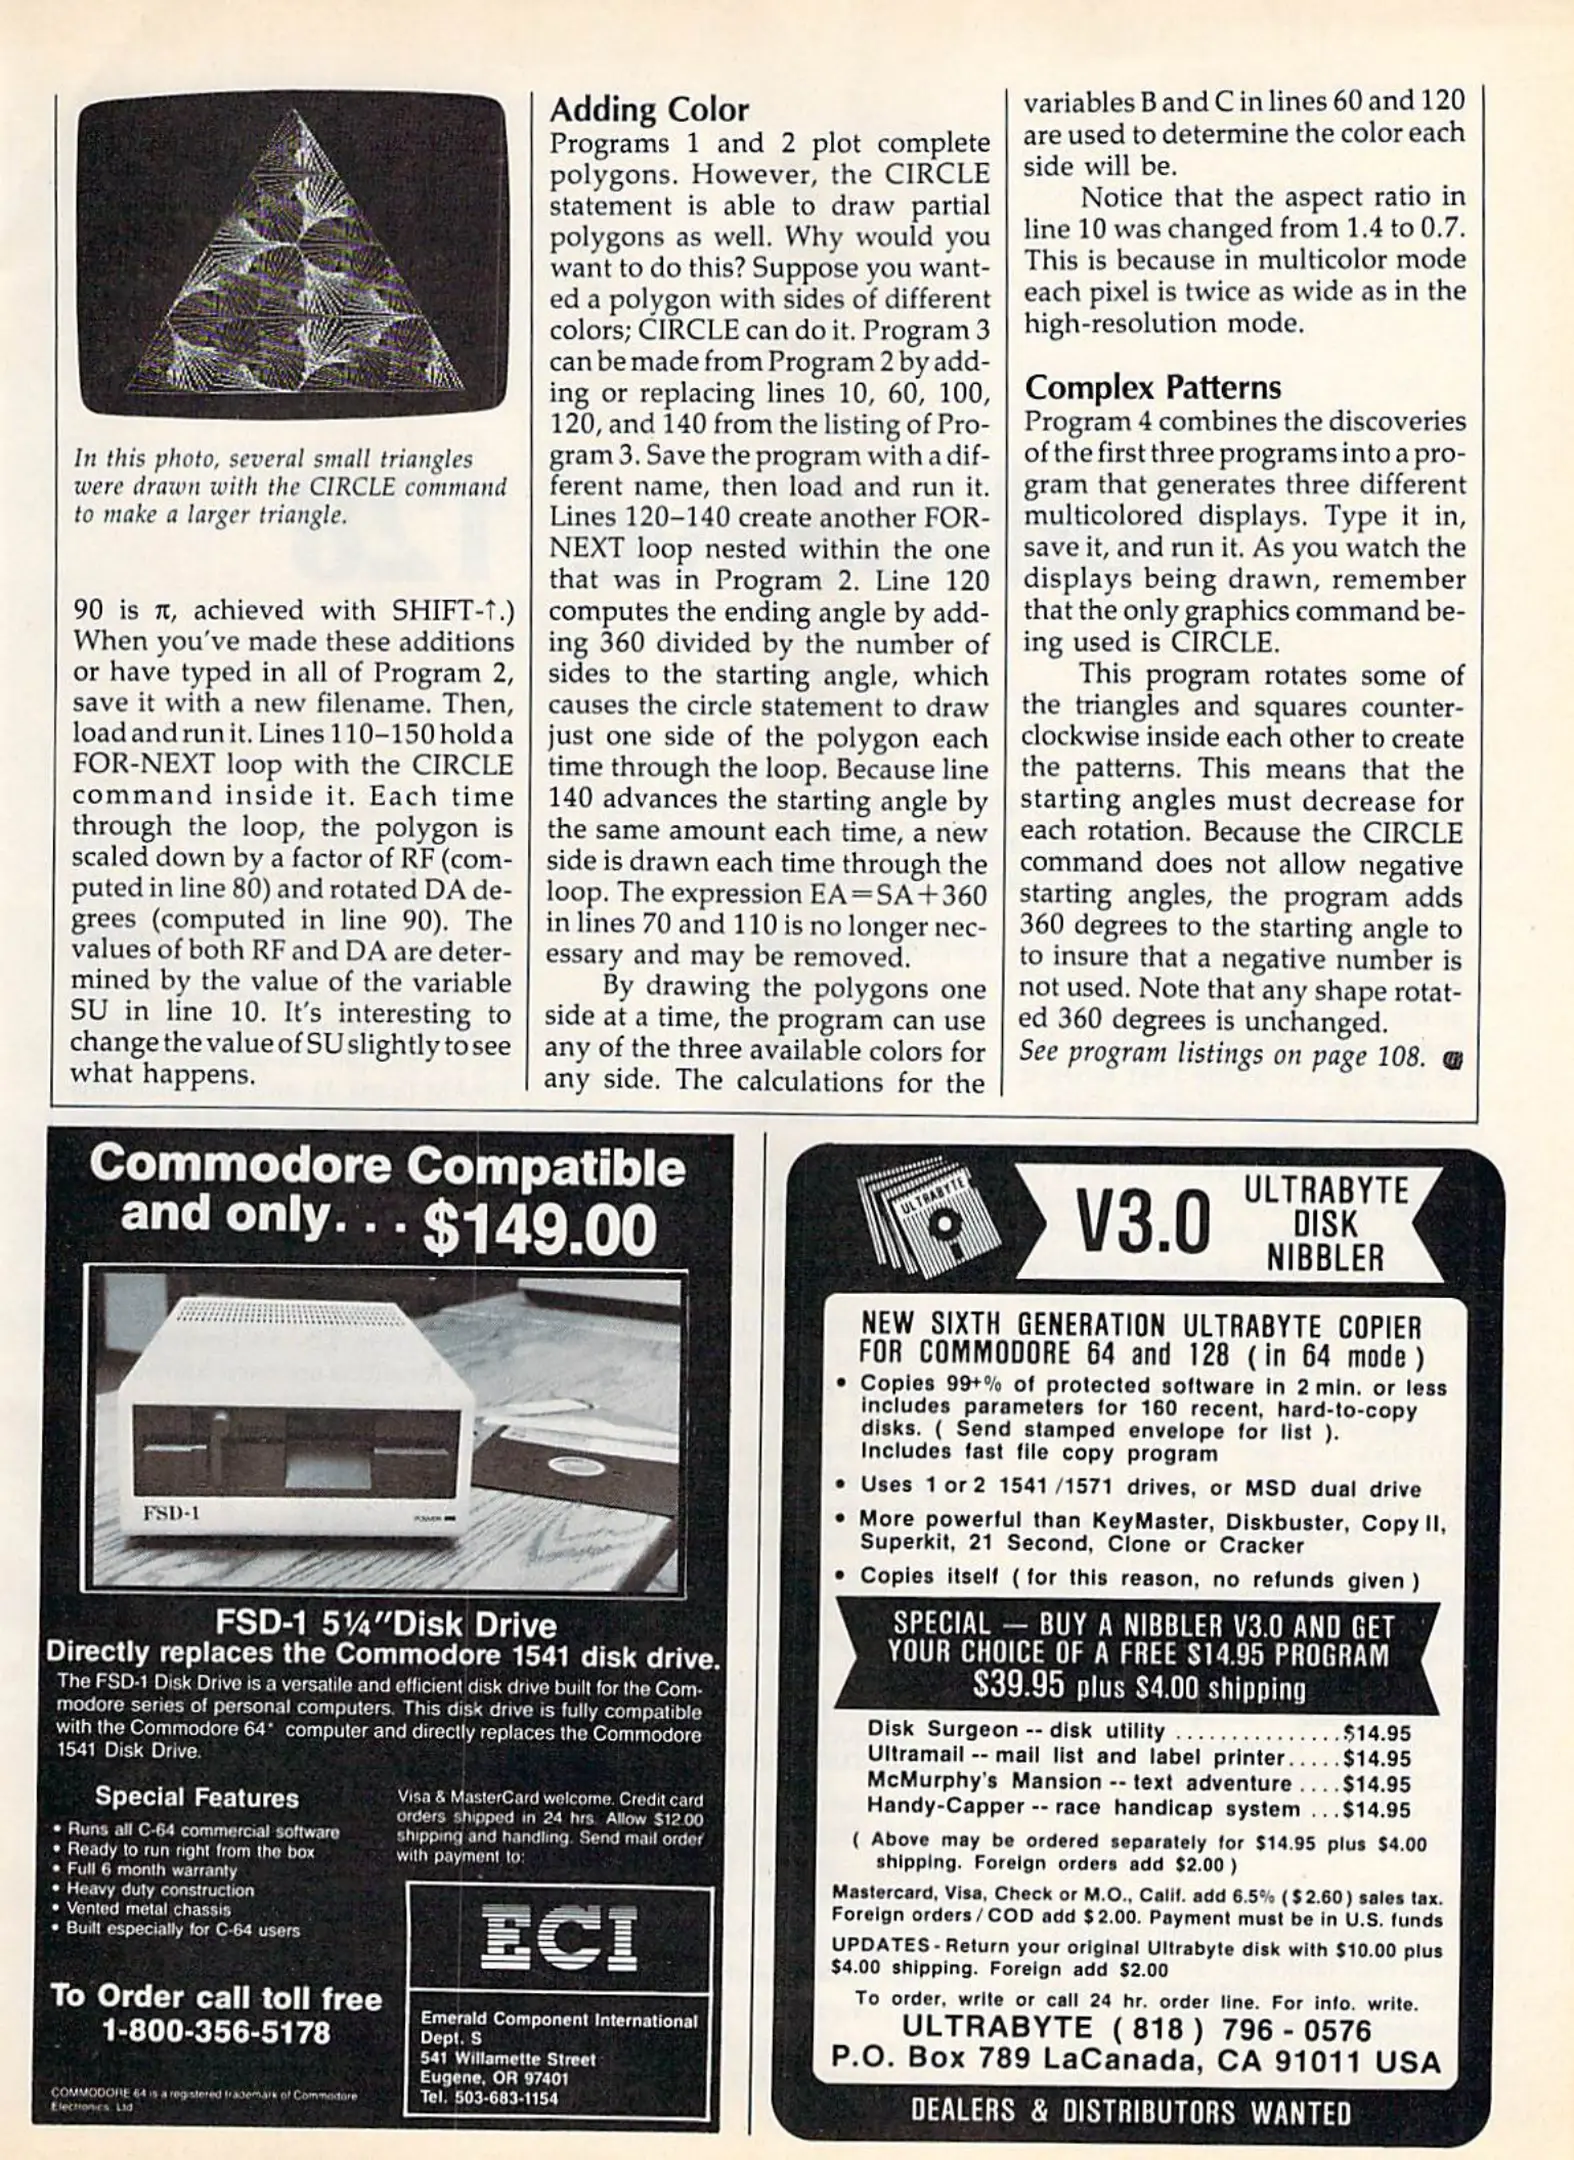 In this photo, several small triangles
were drawn with the CIRCLE command
to make a larger triangle.
90 is π, achieved with SHIFT-↑.)
When you've made these additions
or have typed in all of Program 2,
save it with a new filename. Then,
load and run it. Lines 110–150 hold a
FOR-NEXT loop with the CIRCLE
command inside it. Each time
through the loop, the polygon is
scaled down by a factor of RF (com-
puted in line 80) and rotated DA de-
grees (computed in line 90). The
values of both RF and DA are deter-
mined by the value of the variable
SU in line 10. It's interesting to
change the value of SU slightly to see
what happens.
Adding Color
Programs 1 and 2 plot complete
polygons. However, the CIRCLE
statement is able to draw partial
polygons as well. Why would you
want to do this? Suppose you want-
ed a polygon with sides of different
colors; CIRCLE can do it. Program 3
can be made from Program 2 by add-
ing or replacing lines 10, 60, 100,
120, and 140 from the listing of Pro-
gram 3. Save the program with a dif-
ferent name, then load and run it.
Lines 120–140 create another FOR-
NEXT loop nested within the one
that was in Program 2. Line 120
computes the ending angle by add-
ing 360 divided by the number of
sides to the starting angle, which
causes the circle statement to draw
just one side of the polygon each
time through the loop. Because line
140 advances the starting angle by
the same amount each time, a new
side is drawn each time through the
loop. The expression EA=SA+360
in lines 70 and 110 is no longer nec-
essary and may be removed.
By drawing the polygons one
side at a time, the program can use
any of the three available colors for
any side. The calculations for the
variables B and C in lines 60 and 120
are used to determine the color each
side will be.
Notice that the aspect ratio in
line 10 was changed from 1.4 to 0.7.
This is because in multicolor mode
each pixel is twice as wide as in the
high-resolution mode.
Complex Patterns
Program 4 combines the discoveries
of the first three programs into a pro-
gram that generates three different
multicolored displays. Type it in,
save it, and run it. As you watch the
displays being drawn, remember
that the only graphics command be-
ing used is CIRCLE.
This program rotates some of
the triangles and squares counter-
clockwise inside each other to create
the patterns. This means that the
starting angles must decrease for
each rotation. Because the CIRCLE
command does not allow negative
starting angles, the program adds
360 degrees to the starting angle to
to insure that a negative number is
not used. Note that any shape rotat-
ed 360 degrees is unchanged.
See program listings on page 108.
Commodore Compatible
and only. . . $149.00
FSD-1
POWER
FSD-1 5¼"Disk Drive
Directly replaces the Commodore 1541 disk drive.
The FSD-1 Disk Drive is a versatile and efficient disk drive built for the Com-
modore series of personal computers. This disk drive is fully compatible
with the Commodore 64* computer and directly replaces the Commodore
1541 Disk Drive.
Special Features
• Runs all C-64 commercial software
• Ready to run right from the box
• Full 6 month warranty
• Heavy duty construction
• Vented metal chassis
• Built especially for C-64 users
To Order call toll free
1-800-356-5178
COMMODORE 64 is a registered trademark of Commodore
Electronics, Ltd
Visa & MasterCard welcome. Credit card
orders shipped in 24 hrs. Allow $12.00
shipping and handling. Send mail order
with payment to:
ECI
Emerald Component International
Dept. S
541 Willamette Street
Eugene, OR 97401
Tel. 503-683-1154
ULTRABYTE
V3.0
ULTRABYTE
DISK
NIBBLER
NEW SIXTH GENERATION ULTRABYTE COPIER
FOR COMMODORE 64 and 128 ( in 64 mode )
• Copies 99+% of protected software in 2 min. or less
includes parameters for 160 recent, hard-to-copy
disks. ( Send stamped envelope for list ).
Includes fast file copy program
• Uses 1 or 2 1541 /1571 drives, or MSD dual drive
• More powerful than KeyMaster, Diskbuster, Copy II,
Superkit, 21 Second, Clone or Cracker
• Copies itself ( for this reason, no refunds given )
SPECIAL — BUY A NIBBLER V3.0 AND GET
YOUR CHOICE OF A FREE $14.95 PROGRAM
$39.95 plus $4.00 shipping
Disk Surgeon -- disk utility ................$14.95
Ultramail -- mail list and label printer.....$14.95
McMurphy's Mansion -- text adventure ....$14.95
Handy-Capper -- race handicap system ...$14.95
( Above may be ordered separately for $14.95 plus $4.00
shipping. Foreign orders add $2.00 )
Mastercard, Visa, Check or M.O., Calif. add 6.5% ( $2.60 ) sales tax.
Foreign orders / COD add $2.00. Payment must be in U.S. funds
UPDATES - Return your original Ultrabyte disk with $10.00 plus
$4.00 shipping. Foreign add $2.00
To order, write or call 24 hr. order line. For info. write.
ULTRABYTE ( 818 ) 796 - 0576
P.O. Box 789 LaCanada, CA 91011 USA
DEALERS & DISTRIBUTORS WANTED